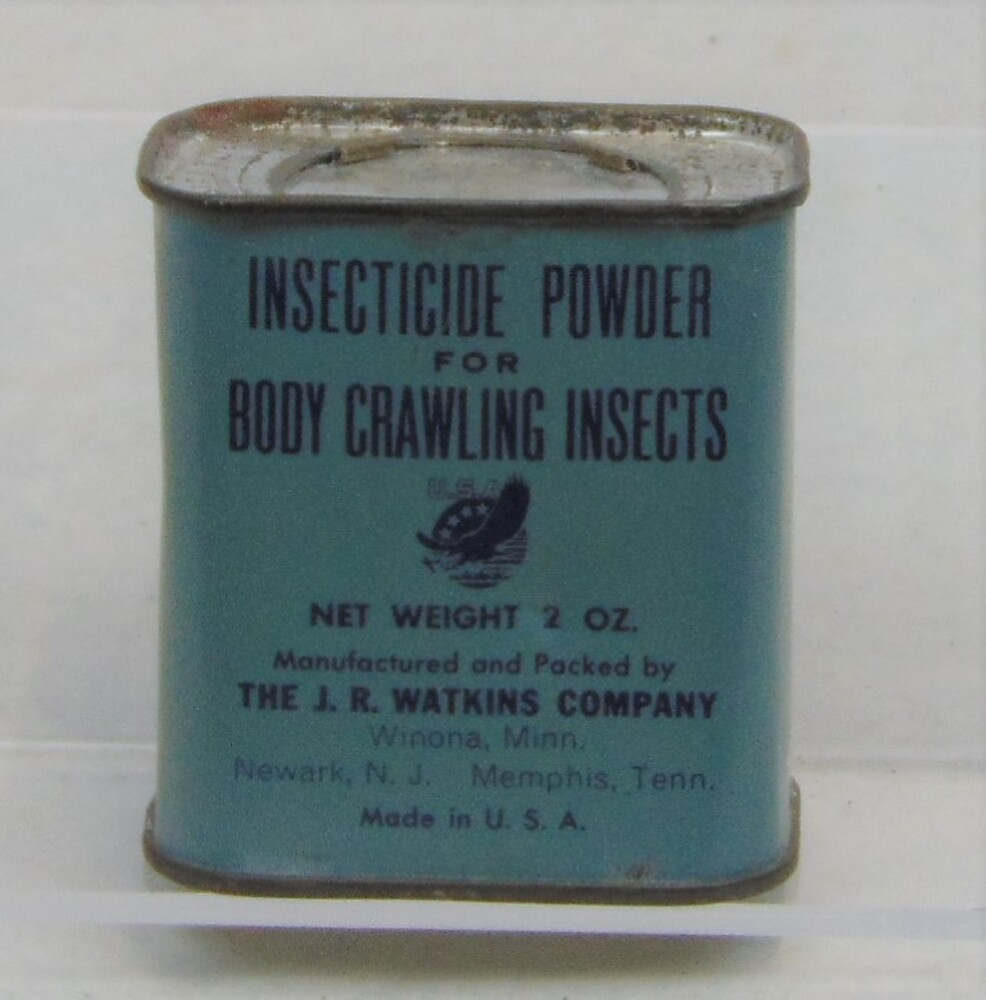 INSECTICIDE POWDER
FOR
BODY CRAWLING INSECTS
U.S.A
NET WEIGHT 2 OZ.
Manufactured and Packed by
THE J. R. WATKINS COMPANY
Winona, Minn.
Newark, N. J. Memphis, Tenn.
Made in U. S. A.